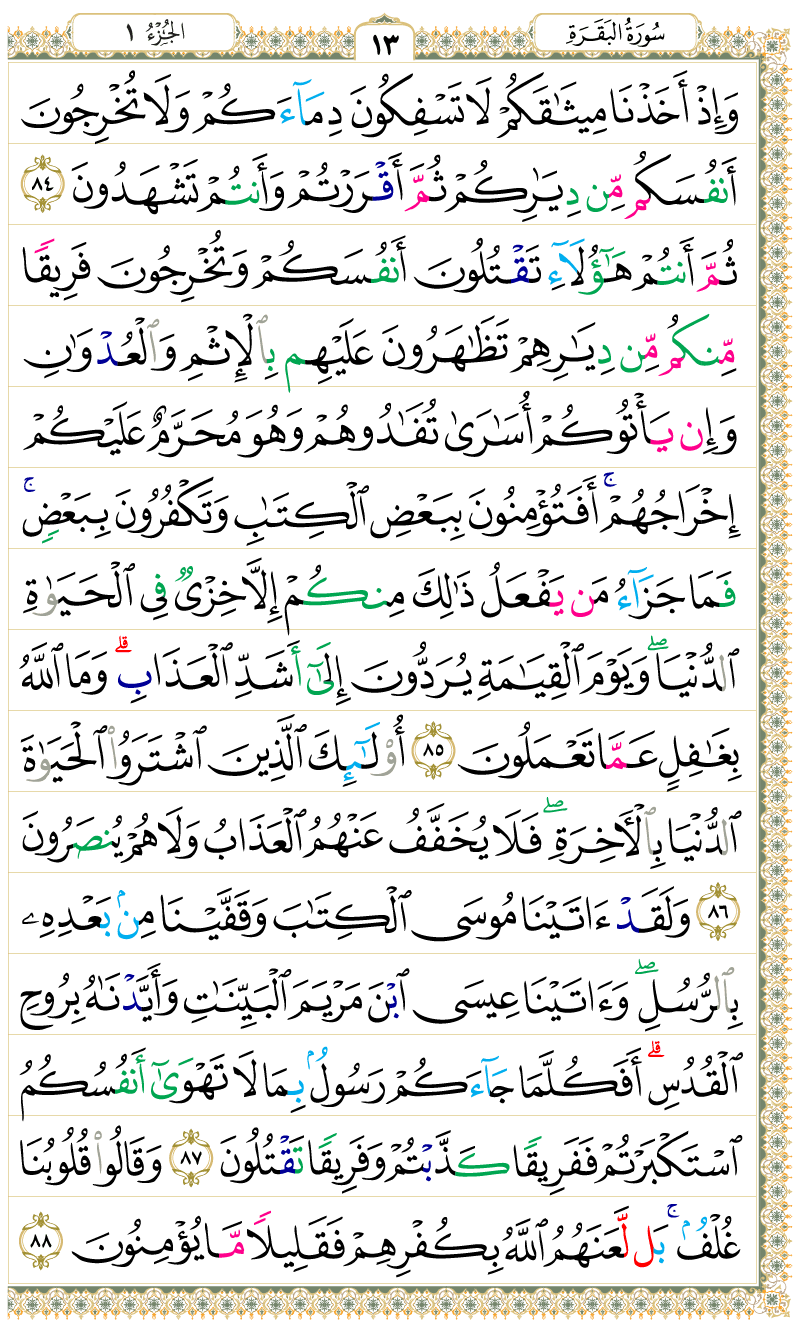 سُورَةُ البَقَرَةِ
١٣
الجُزْءُ ١
وَإِذْ أَخَذْنَا مِيثَٰقَكُمْ لَا تَسْفِكُونَ دِمَآءَكُمْ وَلَا تُخْرِجُونَ
أَنفُسَكُم مِّن دِيَٰرِكُمْ ثُمَّ أَقْرَرْتُمْ وَأَنتُمْ تَشْهَدُونَ ٨٤
ثُمَّ أَنتُمْ هَٰٓؤُلَآءِ تَقْتُلُونَ أَنفُسَكُمْ وَتُخْرِجُونَ فَرِيقًا
مِّنكُم مِّن دِيَٰرِهِمْ تَظَٰهَرُونَ عَلَيْهِم بِٱلْإِثْمِ وَٱلْعُدْوَٰنِ
وَإِن يَأْتُوكُمْ أُسَٰرَىٰ تُفَٰدُوهُمْ وَهُوَ مُحَرَّمٌ عَلَيْكُمْ
إِخْرَاجُهُمْ ۚ أَفَتُؤْمِنُونَ بِبَعْضِ ٱلْكِتَٰبِ وَتَكْفُرُونَ بِبَعْضٍ ۚ
فَمَا جَزَآءُ مَن يَفْعَلُ ذَٰلِكَ مِنكُمْ إِلَّا خِزْىٌ فِى ٱلْحَيَوٰةِ
ٱلدُّنْيَا ۖ وَيَوْمَ ٱلْقِيَٰمَةِ يُرَدُّونَ إِلَىٰٓ أَشَدِّ ٱلْعَذَابِ ۗ وَمَا ٱللَّهُ
بِغَٰفِلٍ عَمَّا تَعْمَلُونَ ٨٥ أُو۟لَٰٓئِكَ ٱلَّذِينَ ٱشْتَرَوُا۟ ٱلْحَيَوٰةَ
ٱلدُّنْيَا بِٱلْأَخِرَةِ ۖ فَلَا يُخَفَّفُ عَنْهُمُ ٱلْعَذَابُ وَلَا هُمْ يُنصَرُونَ
٨٦ وَلَقَدْ ءَاتَيْنَا مُوسَى ٱلْكِتَٰبَ وَقَفَّيْنَا مِنۢ بَعْدِهِۦ
بِٱلرُّسُلِ ۖ وَءَاتَيْنَا عِيسَى ٱبْنَ مَرْيَمَ ٱلْبَيِّنَٰتِ وَأَيَّدْنَٰهُ بِرُوحِ
ٱلْقُدُسِ ۗ أَفَكُلَّمَا جَآءَكُمْ رَسُولٌۢ بِمَا لَا تَهْوَىٰٓ أَنفُسُكُمُ
ٱسْتَكْبَرْتُمْ فَفَرِيقًا كَذَّبْتُمْ وَفَرِيقًا تَقْتُلُونَ ٨٧ وَقَالُوا۟ قُلُوبُنَا
غُلْفٌۢ ۚ بَل لَّعَنَهُمُ ٱللَّهُ بِكُفْرِهِمْ فَقَلِيلًا مَّا يُؤْمِنُونَ ٨٨